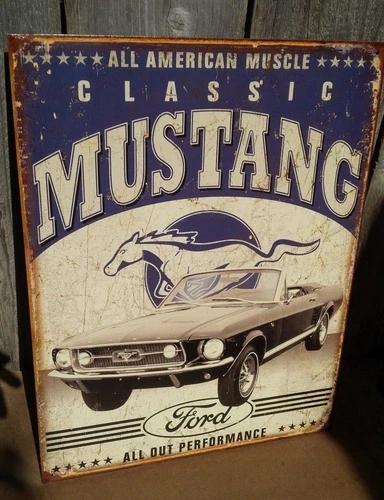 ALL AMERICAN MUSCLE
CLASSIC
MUSTANG
Ford
ALL OUT PERFORMANCE